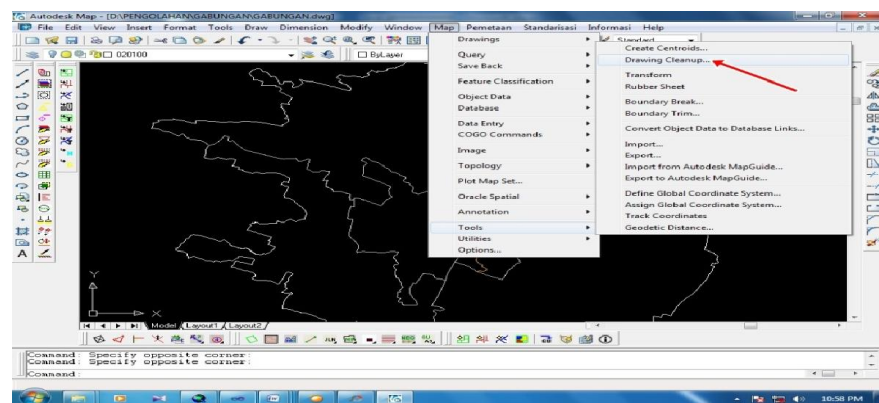 Autodesk Map - [D:\PENGOLAHAN\GABUNGAN\GABUNGAN.dwg]
File Edit View Insert Format Tools Draw Dimension Modify Window Map Pemetaan Standarisasi Informasi Help
Standard
020100
ByLayer
Drawings
Query
Save Back
Feature Classification
Object Data
Database
Data Entry
COGO Commands
Image
Topology
Plot Map Set...
Oracle Spatial
Annotation
Tools
Utilities
Options...
Create Centroids...
Drawing Cleanup...
Transform
Rubber Sheet
Boundary Break...
Boundary Trim...
Convert Object Data to Database Links...
Import...
Export...
Import from Autodesk MapGuide...
Export to Autodesk MapGuide...
Define Global Coordinate System...
Assign Global Coordinate System...
Track Coordinates
Geodetic Distance...
A
Y
X
Model Layout1 Layout2
Command: Specify opposite corner:
Command: Specify opposite corner:
Command:
10:58 PM